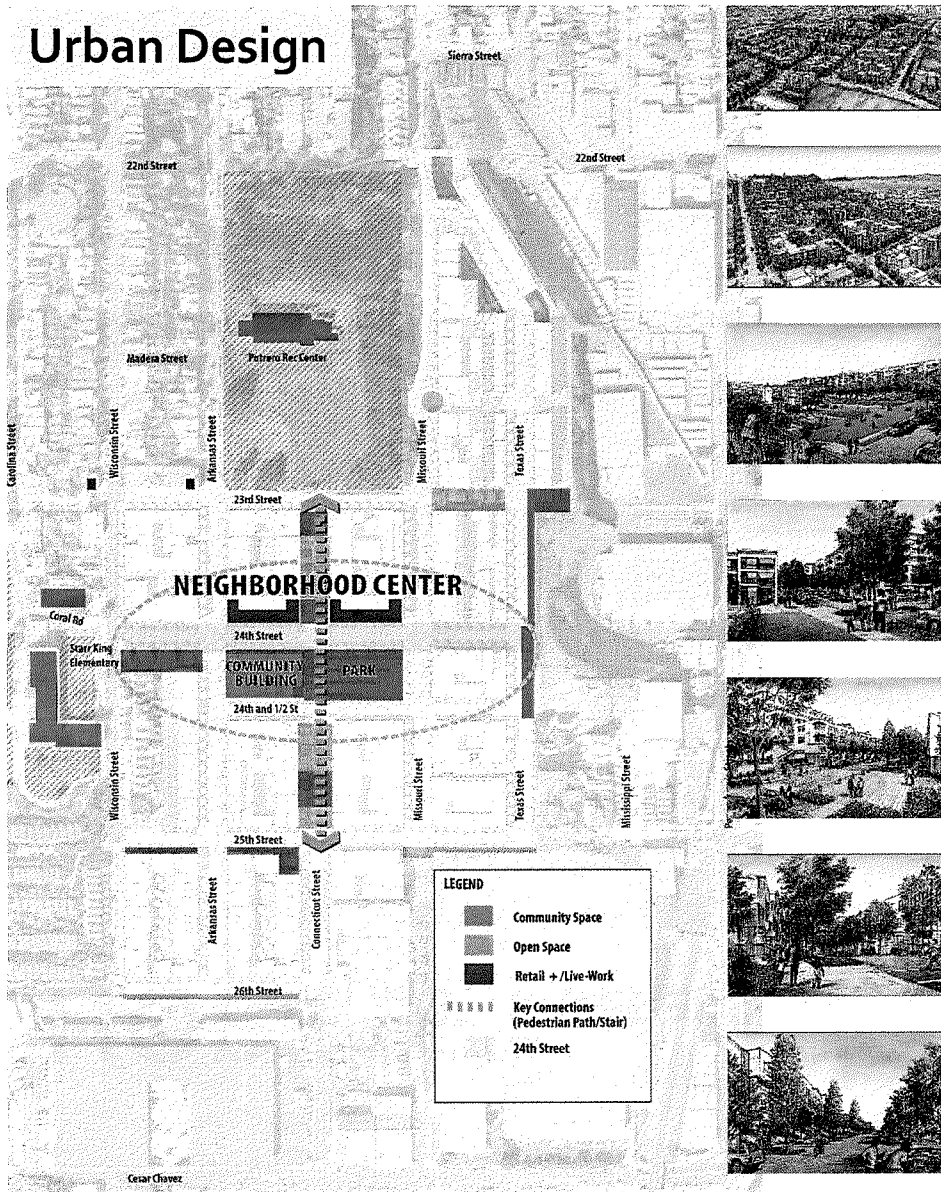 Urban Design
Sierra Street
22nd Street
22nd Street
Madera Street
Potrero Rec Center
Carolina Street
Wisconsin Street
Arkansas Street
Missouri Street
Texas Street
23rd Street
NEIGHBORHOOD CENTER
Coral Rd
24th Street
Starr King
Elementary
COMMUNITY
BUILDING
PARK
24th and 1/2 St
Wisconsin Street
Missouri Street
Texas Street
Mississippi Street
25th Street
Arkansas Street
Connecticut Street
LEGEND
Community Space
Open Space
Retail + /Live-Work
Key Connections
(Pedestrian Path/Stair)
24th Street
26th Street
Cesar Chavez